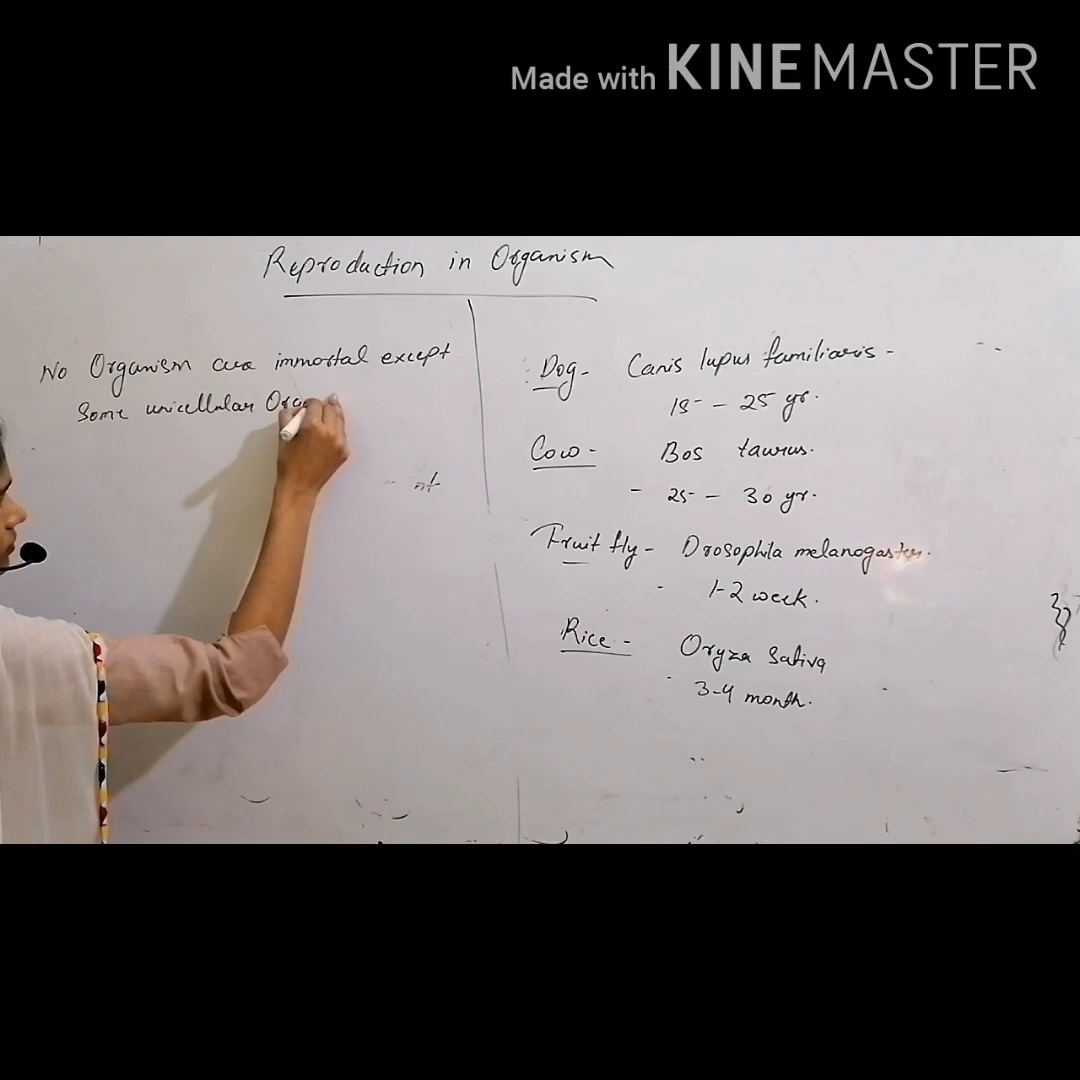 Made with KINEMASTER
Reproduction in Organism
No Organism are immortal except
Some unicellular
Dog - Canis lupus familiaris -
15 - 25 yr.
Cow - Bos taurus.
- 25 - 30 yr.
Fruit fly - Drosophila melanogaster.
1-2 week.
Rice - Oryza Sativa
3-4 month.